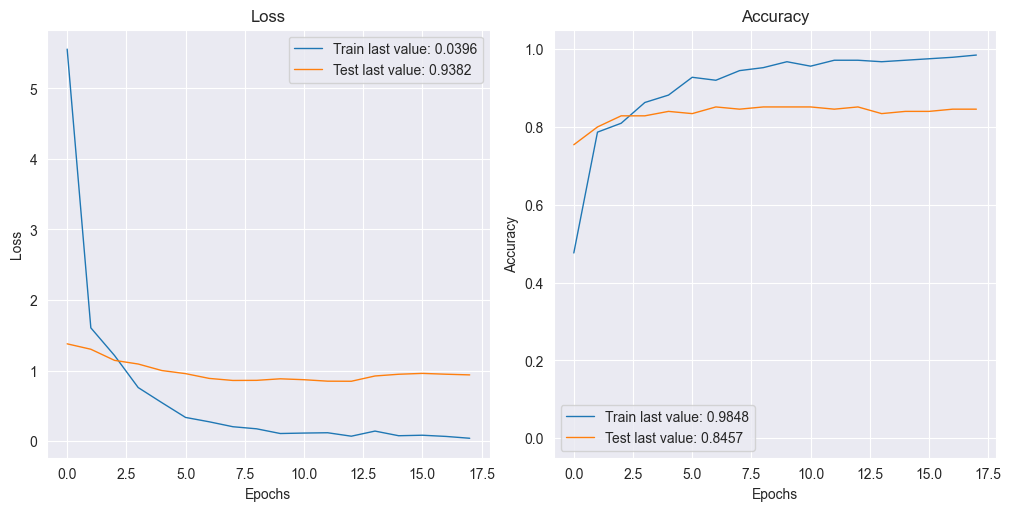 Loss
Train last value: 0.0396
Test last value: 0.9382
5
4
3
2
1
0
Loss
0.0
2.5
5.0
7.5
10.0
12.5
15.0
17.5
Epochs
Accuracy
1.0
0.8
0.6
0.4
0.2
0.0
Accuracy
Train last value: 0.9848
Test last value: 0.8457
0.0
2.5
5.0
7.5
10.0
12.5
15.0
17.5
Epochs